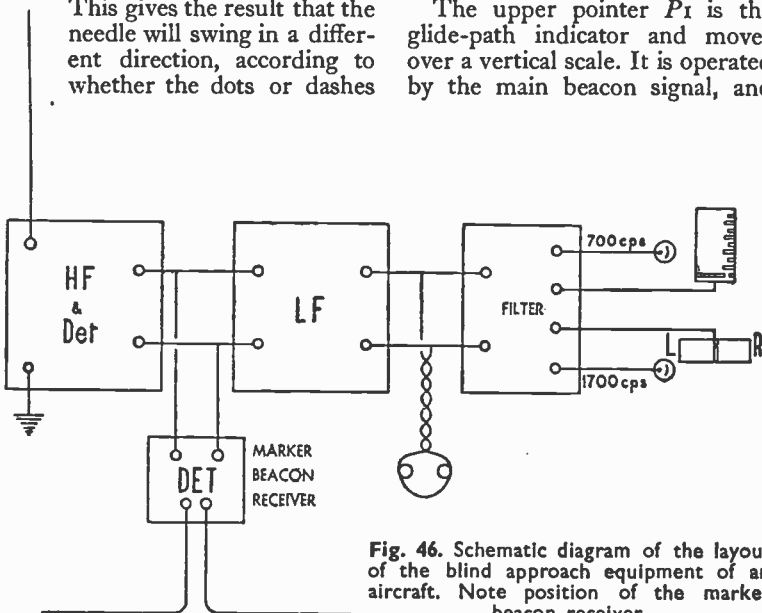 This gives the result that the
needle will swing in a differ-
ent direction, according to
whether the dots or dashes
The upper pointer P1 is th
glide-path indicator and move
over a vertical scale. It is operated
by the main beacon signal, and
HF
&
Det
LF
FILTER
700cps
L R
1700cps
DET
MARKER
BEACON
RECEIVER
Fig. 46. Schematic diagram of the layou
of the blind approach equipment of an
aircraft. Note position of the marke
beacon receiver